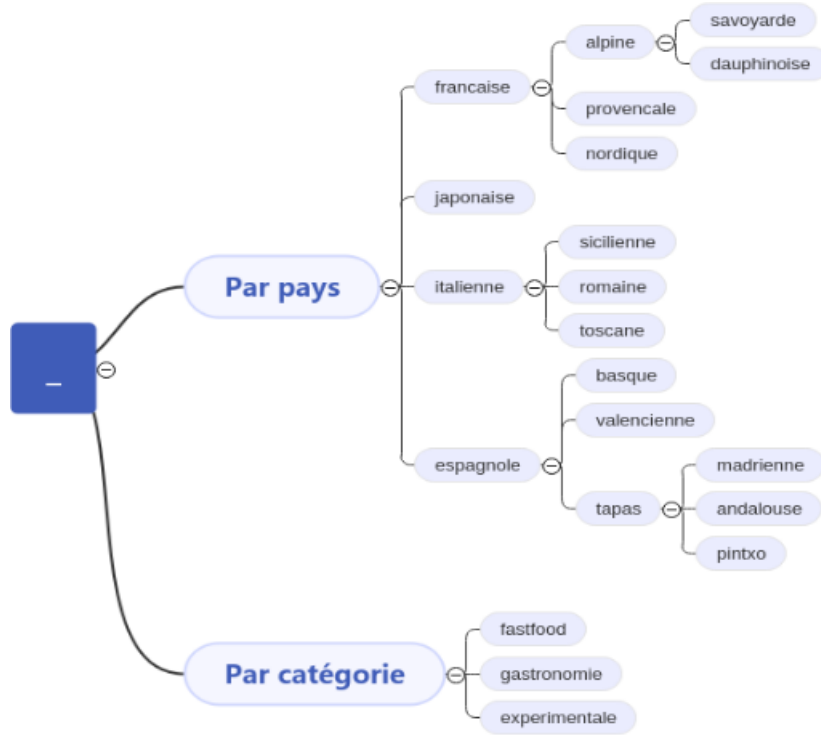 _
Par pays
francaise
alpine
savoyarde
dauphinoise
provencale
nordique
japonaise
italienne
sicilienne
romaine
toscane
espagnole
basque
valencienne
tapas
madrienne
andalouse
pintxo
Par catégorie
fastfood
gastronomie
experimentale